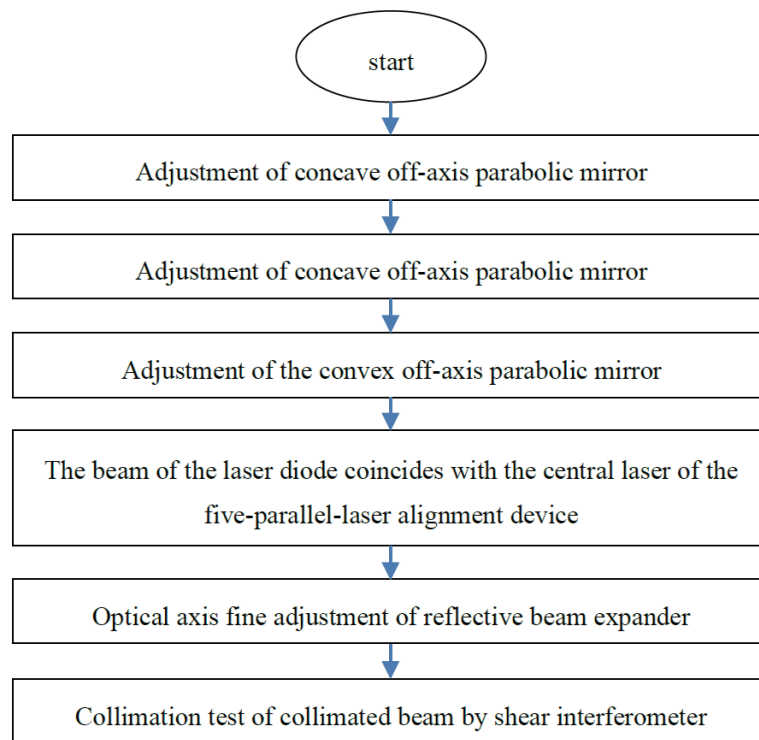 start
Adjustment of concave off-axis parabolic mirror
Adjustment of concave off-axis parabolic mirror
Adjustment of the convex off-axis parabolic mirror
The beam of the laser diode coincides with the central laser of the
five-parallel-laser alignment device
Optical axis fine adjustment of reflective beam expander
Collimation test of collimated beam by shear interferometer